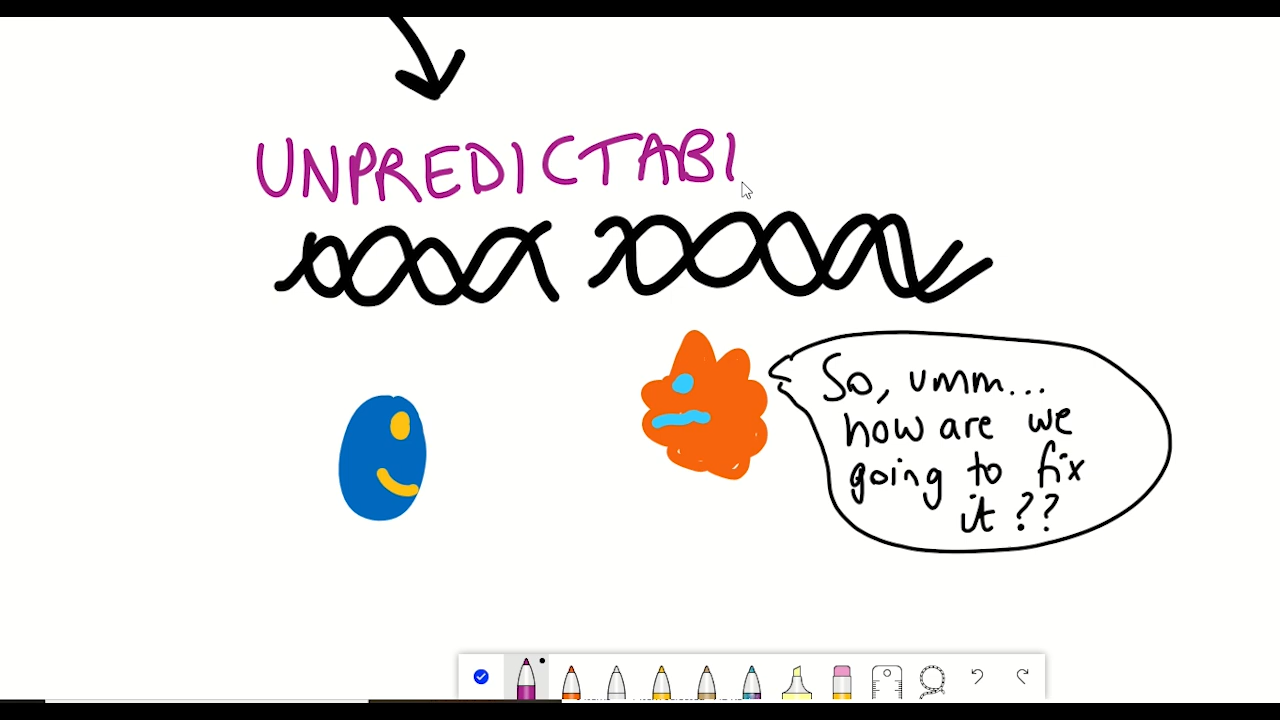 UNPREDICTABI
So, umm...
how are we
going to fix
it??